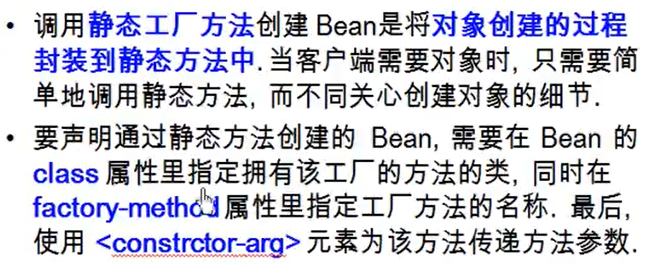 • 调用静态工厂方法创建 Bean是将对象创建的过程
封装到静态方法中. 当客户端需要对象时, 只需要简
单地调用静态方法, 而不同关心创建对象的细节.
• 要声明通过静态方法创建的 Bean, 需要在 Bean 的
class 属性里指定拥有该工厂的方法的类, 同时在
factory-method 属性里指定工厂方法的名称. 最后,
使用 <constrctor-arg> 元素为该方法传递方法参数.